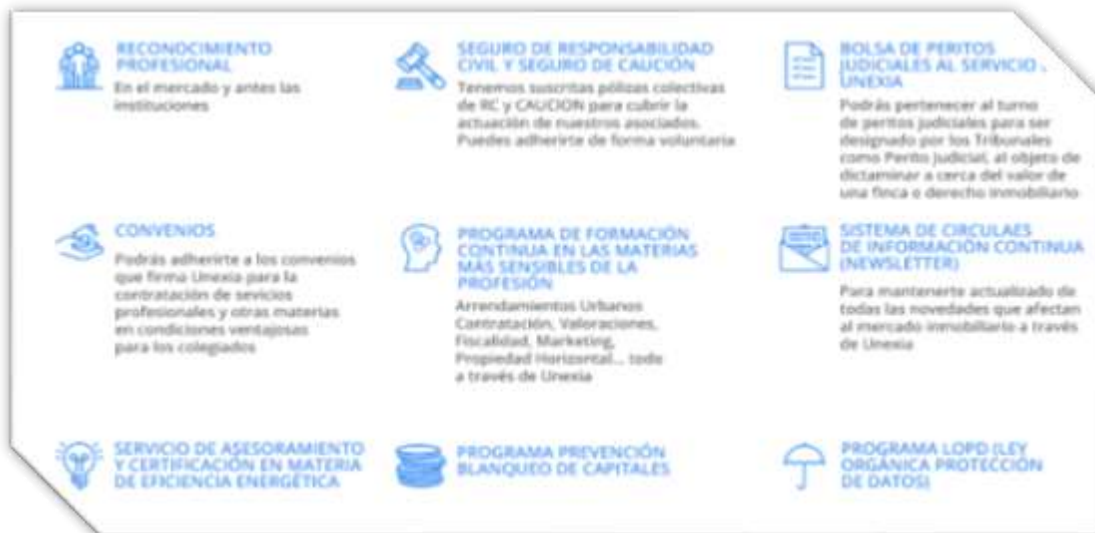 RECONOCIMIENTO
PROFESIONAL
En el mercado y antes las
instituciones
SEGURO DE RESPONSABILIDAD
CIVIL Y SEGURO DE CAUCIÓN
Tenemos suscritas pólizas colectivas
de RC y CAUCION para cubrir la
actuación de nuestros asociados.
Puedes adherirte de forma voluntaria
BOLSA DE PERITOS
JUDICIALES AL SERVICIO .
UNEXIA
Podrás pertenecer al turno
de peritos judiciales para ser
designado por los Tribunales
como Perito Judicial, al objeto de
dictaminar a cerca del valor de
una finca o derecho inmobiliario
CONVENIOS
Podrás adherirte a los convenios
que firma Unexia para la
contratación de sevicios
profesionales y otras materias
en condiciones ventajosas
para los colegiados
PROGRAMA DE FORMACIÓN
CONTINUA EN LAS MATERIAS
MÁS SENSIBLES DE LA
PROFESIÓN
Arrendamientos Urbanos
Contratación, Valoraciones,
Fiscalidad, Marketing,
Propiedad Horizontal... todo
a través de Unexia
SISTEMA DE CIRCULAES
DE INFORMACIÓN CONTINUA
(NEWSLETTER)
Para mantenerte actualizado de
todas las novedades que afectan
al mercado inmobiliario a través
de Unexia
SERVICIO DE ASESORAMIENTO
Y CERTIFICACIÓN EN MATERIA
DE EFICIENCIA ENERGÉTICA
PROGRAMA PREVENCIÓN
BLANQUEO DE CAPITALES
PROGRAMA LOPD (LEY
ORGÁNICA PROTECCIÓN
DE DATOS)